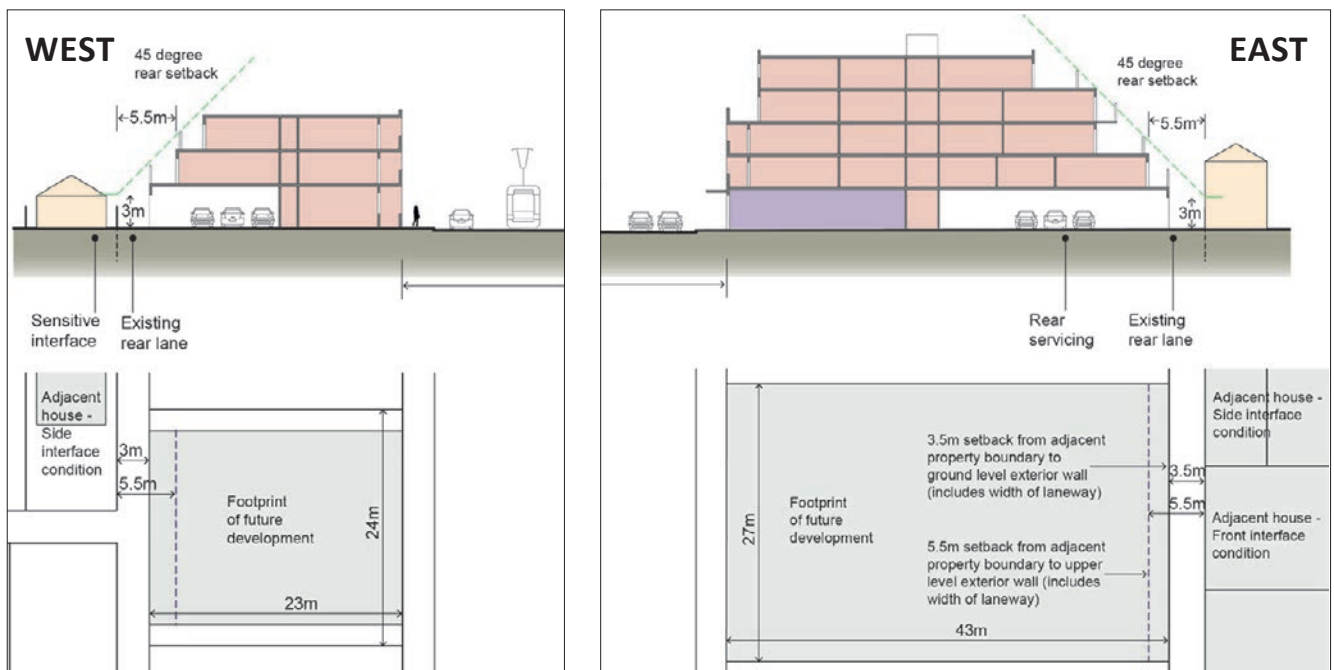 WEST
45 degree
rear setback
5.5m
3m
Sensitive
interface
Existing
rear lane
Adjacent
house -
Side
interface
condition
3m
5.5m
Footprint
of future
development
24m
23m
EAST
45 degree
rear setback
5.5m
3m
Rear
servicing
Existing
rear lane
27m
Footprint
of future
development
3.5m setback from adjacent
property boundary to
ground level exterior wall
(includes width of laneway)
5.5m setback from adjacent
property boundary to upper
level exterior wall (includes
width of laneway)
43m
3.5m
5.5m
Adjacent house -
Side interface
condition
Adjacent house -
Front interface
condition